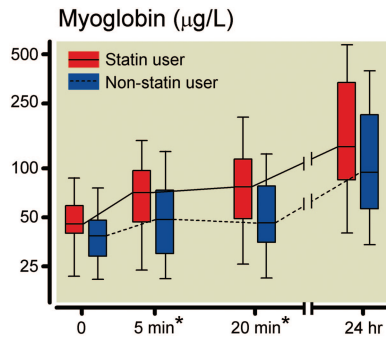 Myoglobin (μg/L)
500
250
100
50
25
Statin user
Non-statin user
0
5 min*
20 min*
24 hr